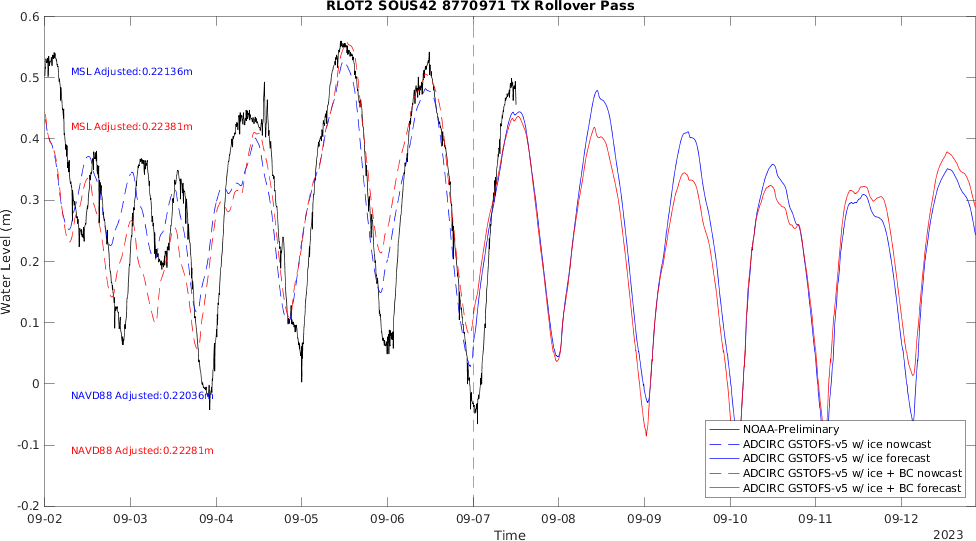 RLOT2 SOUS42 8770971 TX Rollover Pass
0.6
0.5
0.4
0.3
0.2
0.1
0
-0.1
-0.2
Water Level (m)
MSL Adjusted:0.22136m
MSL Adjusted:0.22381m
NAVD88 Adjusted:0.22036m
NAVD88 Adjusted:0.22281m
NOAA-Preliminary
ADCIRC GSTOFS-v5 w/ ice nowcast
ADCIRC GSTOFS-v5 w/ ice forecast
ADCIRC GSTOFS-v5 w/ ice + BC nowcast
ADCIRC GSTOFS-v5 w/ ice + BC forecast
09-02 09-03 09-04 09-05 09-06 09-07 09-08 09-09 09-10 09-11 09-12
Time
2023